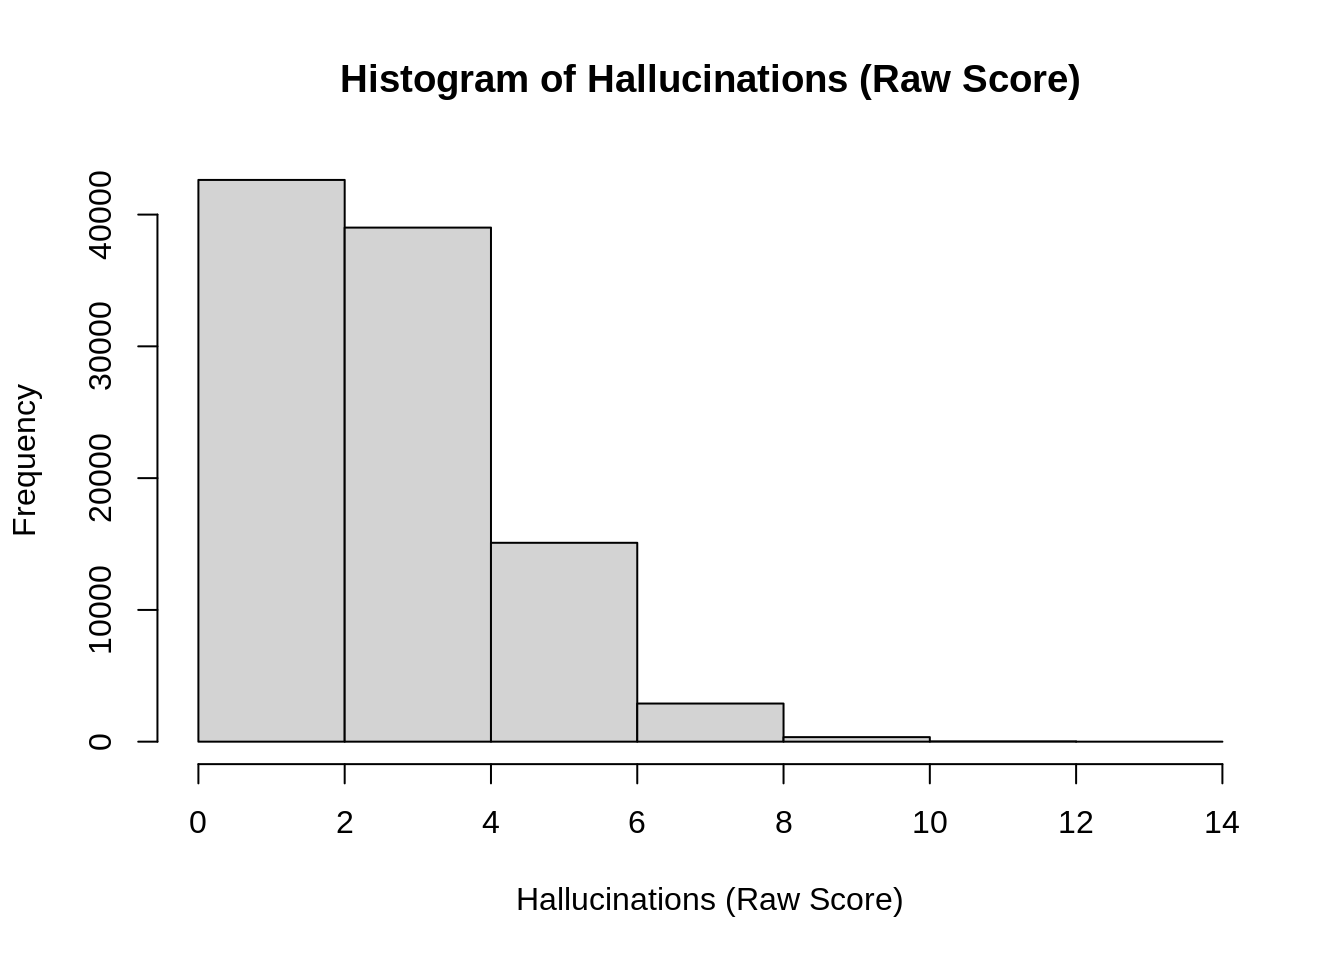 Histogram of Hallucinations (Raw Score)
Frequency
40000
30000
20000
10000
0
0 2 4 6 8 10 12 14
Hallucinations (Raw Score)